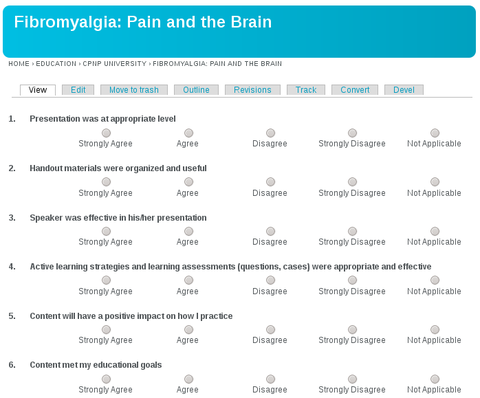 Fibromyalgia: Pain and the Brain
HOME › EDUCATION › CPNP UNIVERSITY › FIBROMYALGIA: PAIN AND THE BRAIN
View Edit Move to trash Outline Revisions Track Convert Devel
1. Presentation was at appropriate level
Strongly Agree Agree Disagree Strongly Disagree Not Applicable
2. Handout materials were organized and useful
Strongly Agree Agree Disagree Strongly Disagree Not Applicable
3. Speaker was effective in his/her presentation
Strongly Agree Agree Disagree Strongly Disagree Not Applicable
4. Active learning strategies and learning assessments (questions, cases) were appropriate and effective
Strongly Agree Agree Disagree Strongly Disagree Not Applicable
5. Content will have a positive impact on how I practice
Strongly Agree Agree Disagree Strongly Disagree Not Applicable
6. Content met my educational goals
Strongly Agree Agree Disagree Strongly Disagree Not Applicable